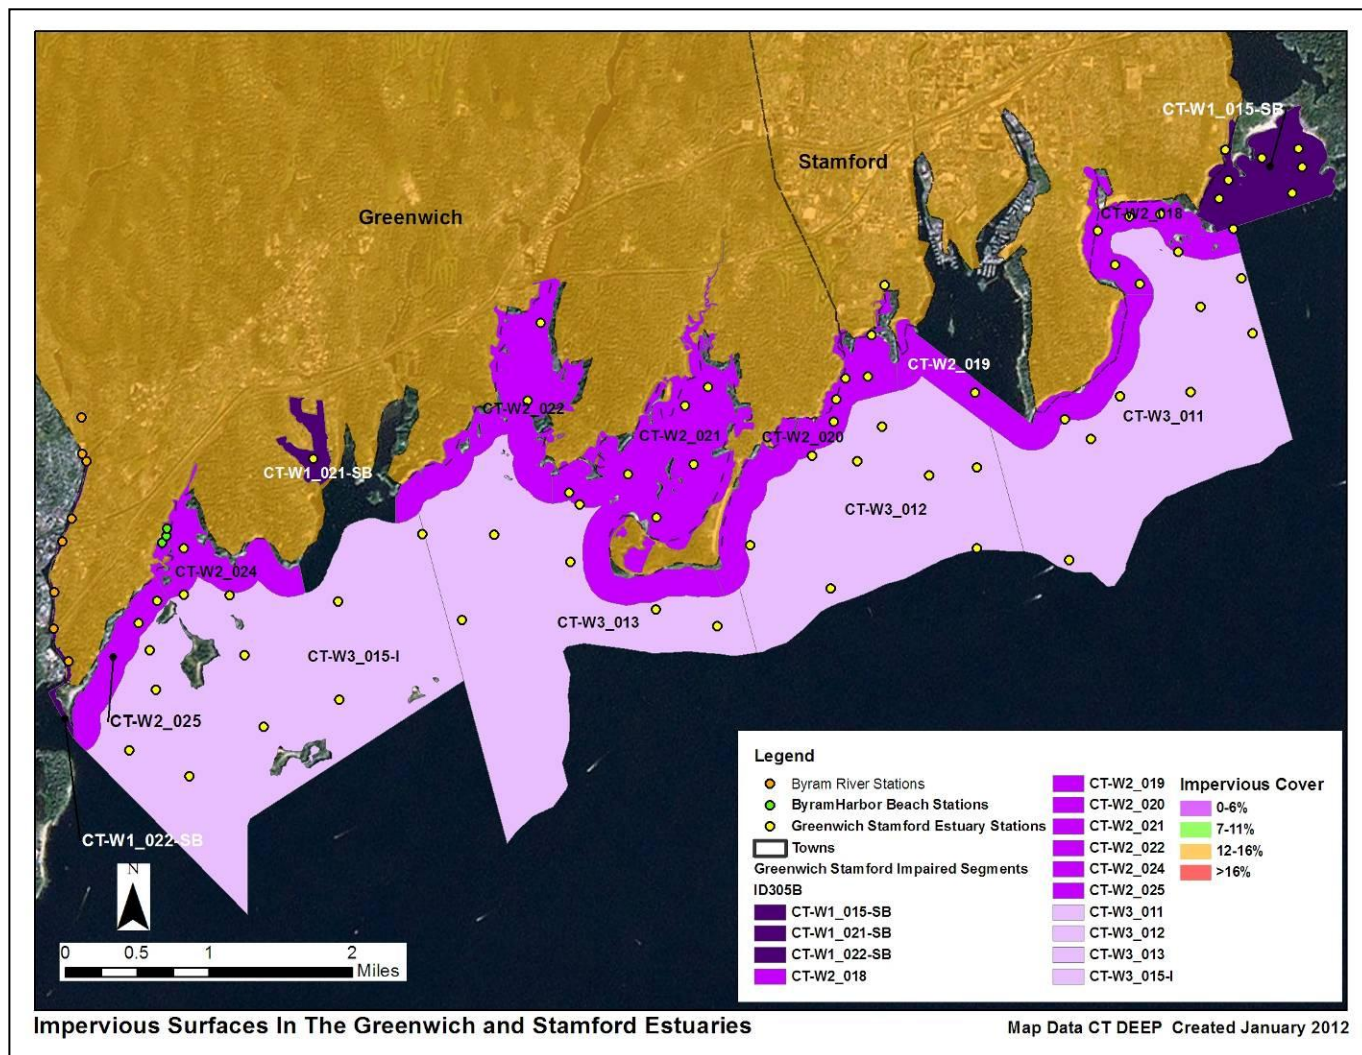 CT-W1_015-SB
Stamford
Greenwich
CT-W2_018
CT-W2_019
CT-W2_022
CT-W3_011
CT-W2_021
CT-W2_020
CT-W1_021-SB
CT-W3_012
CT-W2_024
CT-W3_013
CT-W3_015-I
CT-W2_025
CT-W1_022-SB
N
0 0.5 1 2
Miles
Legend
Byram River Stations
ByramHarbor Beach Stations
Greenwich Stamford Estuary Stations
Towns
Greenwich Stamford Impaired Segments
ID305B
CT-W1_015-SB
CT-W1_021-SB
CT-W1_022-SB
CT-W2_018
CT-W2_019
CT-W2_020
CT-W2_021
CT-W2_022
CT-W2_024
CT-W2_025
CT-W3_011
CT-W3_012
CT-W3_013
CT-W3_015-I
Impervious Cover
0-6%
7-11%
12-16%
>16%
Impervious Surfaces In The Greenwich and Stamford Estuaries
Map Data CT DEEP Created January 2012